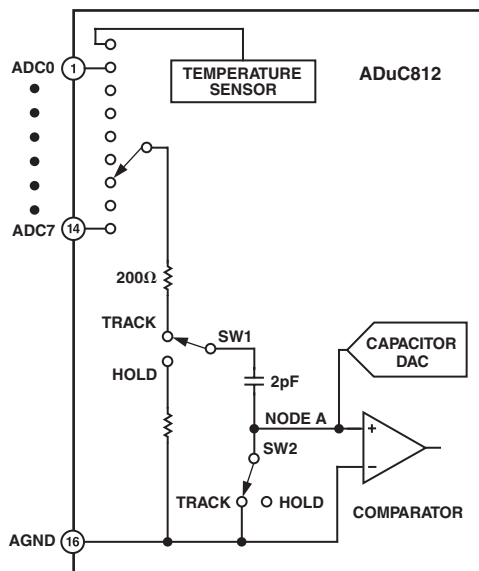 ADC0
1
TEMPERATURE
SENSOR
ADuC812
ADC7
14
200Ω
TRACK
SW1
HOLD
2pF
CAPACITOR
DAC
NODE A
+
SW2
−
TRACK
HOLD
COMPARATOR
AGND
16